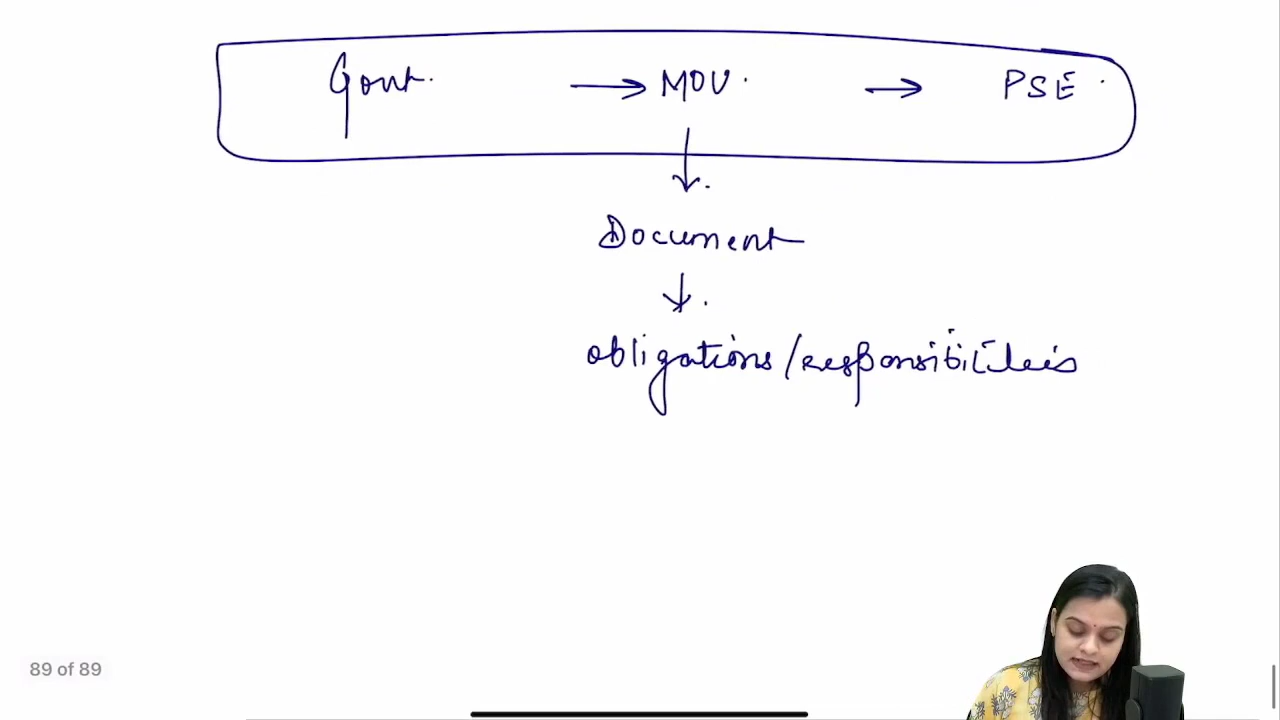 Govt. → MOU. → PSE.
↓
Document
↓
obligations/responsibilities
89 of 89